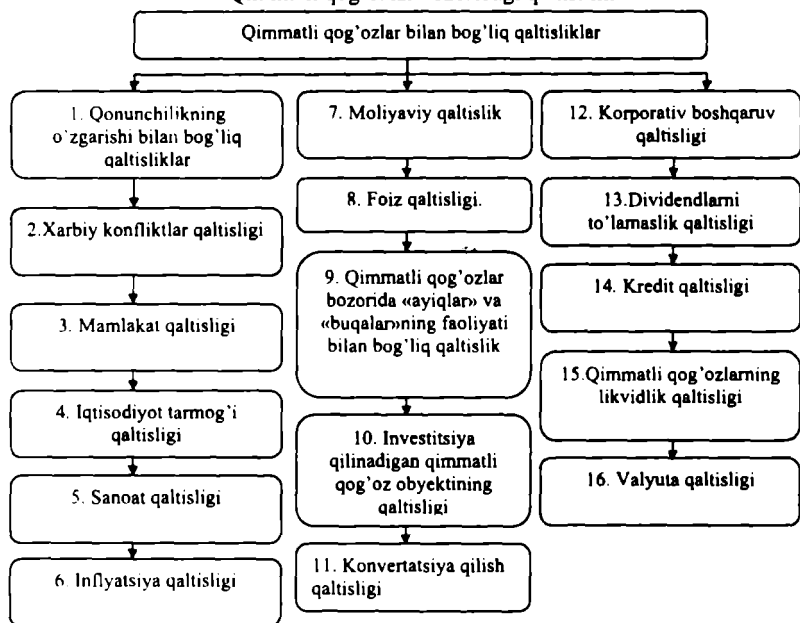 Qimmatli qog'ozlar bilan bog'liq qaltisliklar
1. Qonunchilikning
o'zgarishi bilan bog'liq
qaltisliklar
2.Xarbiy konfliktlar qaltisligi
3. Mamlakat qaltisligi
4. Iqtisodiyot tarmog'i
qaltisligi
5. Sanoat qaltisligi
6. Inflyatsiya qaltisligi
7. Moliyaviy qaltislik
8. Foiz qaltisligi.
9. Qimmatli qog'ozlar
bozorida «ayiqlar» va
«buqalar»ning faoliyati
bilan bog'liq qaltislik
10. Investitsiya
qilinadigan qimmatli
qog'oz obyektining
qaltisligi
11. Konvertatsiya qilish
qaltisligi
12. Korporativ boshqaruv
qaltisligi
13.Dividendlarni
to'lamaslik qaltisligi
14. Kredit qaltisligi
15.Qimmatli qog'ozlarning
likvidlik qaltisligi
16. Valyuta qaltisligi